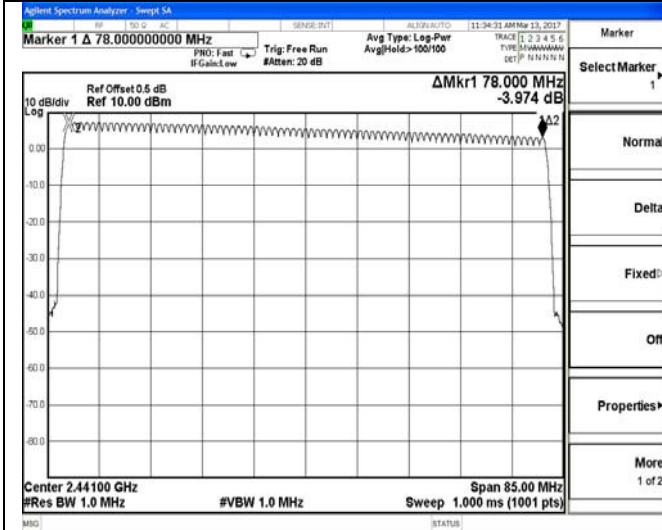 Agilent Spectrum Analyzer - Swept SA
RF 50 Ω AC SENSE:INT ALIGN AUTO 11:34:31 AM Mar 13, 2017
Marker 1 Δ 78.000000000 MHz
PNO: Fast
IFGain:Low
Trig: Free Run
#Atten: 20 dB
Avg Type: Log-Pwr
Avg|Hold:>100/100
TRACE 1 2 3 4 5 6
TYPE MWWWWW
DET P NNNNN
Ref Offset 0.5 dB
Ref 10.00 dBm
10 dB/div
Log
ΔMkr1 78.000 MHz
-3.974 dB
1Δ2
0.00
-10.0
-20.0
-30.0
-40.0
-50.0
-60.0
-70.0
-80.0
Center 2.44100 GHz
Span 85.00 MHz
#Res BW 1.0 MHz
#VBW 1.0 MHz
Sweep 1.000 ms (1001 pts)
MSG
STATUS
Marker
Select Marker
1
Normal
Delta
Fixed
Off
Properties
More
1 of 2